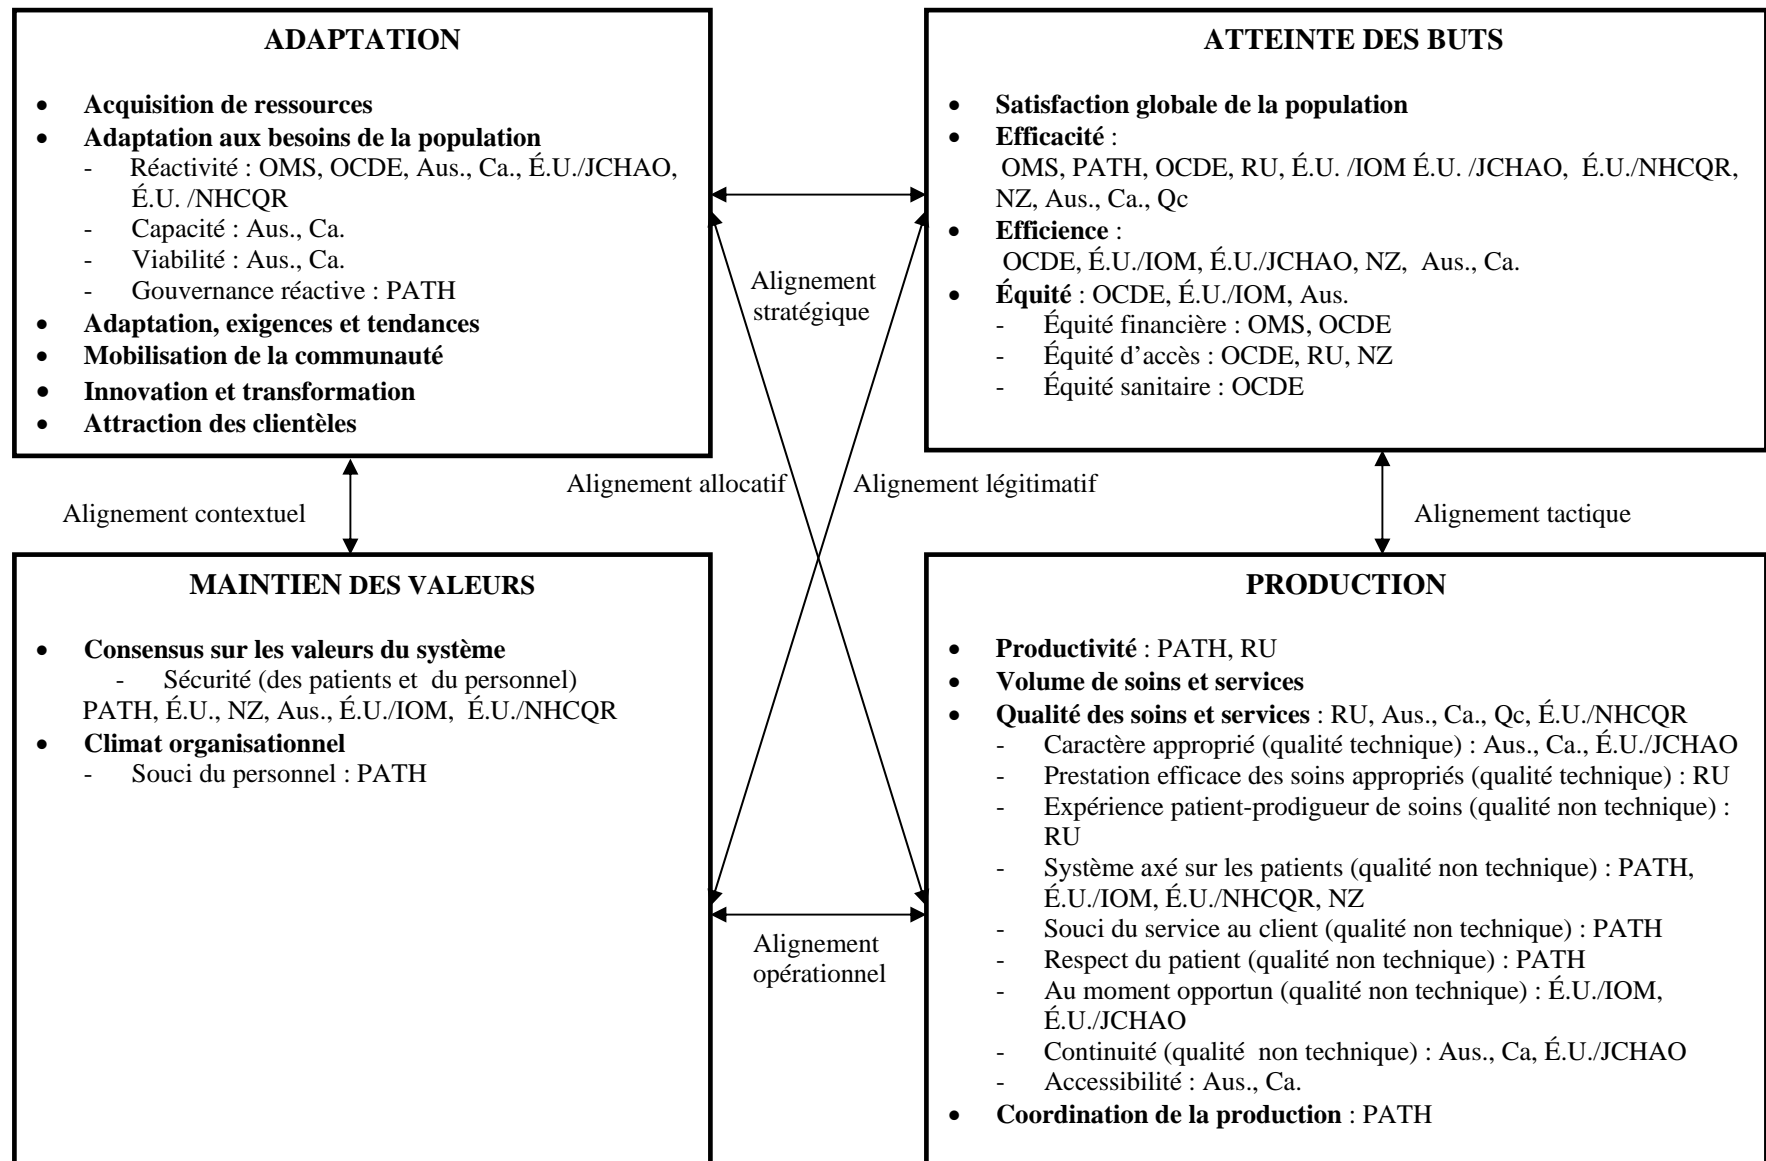 ADAPTATION
• Acquisition de ressources
• Adaptation aux besoins de la population
- Réactivité : OMS, OCDE, Aus., Ca., É.U./JCHAO,
É.U. /NHCQR
- Capacité : Aus., Ca.
- Viabilité : Aus., Ca.
- Gouvernance réactive : PATH
• Adaptation, exigences et tendances
• Mobilisation de la communauté
• Innovation et transformation
• Attraction des clientèles
ATTEINTE DES BUTS
• Satisfaction globale de la population
• Efficacité :
OMS, PATH, OCDE, RU, É.U. /IOM É.U. /JCHAO, É.U./NHCQR,
NZ, Aus., Ca., Qc
• Efficience :
OCDE, É.U./IOM, É.U./JCHAO, NZ, Aus., Ca.
• Équité : OCDE, É.U./IOM, Aus.
- Équité financière : OMS, OCDE
- Équité d’accès : OCDE, RU, NZ
- Équité sanitaire : OCDE
Alignement
stratégique
Alignement allocatif
Alignement légitimatif
Alignement contextuel
Alignement tactique
MAINTIEN DES VALEURS
• Consensus sur les valeurs du système
- Sécurité (des patients et du personnel)
PATH, É.U., NZ, Aus., É.U./IOM, É.U./NHCQR
• Climat organisationnel
- Souci du personnel : PATH
Alignement
opérationnel
PRODUCTION
• Productivité : PATH, RU
• Volume de soins et services
• Qualité des soins et services : RU, Aus., Ca., Qc, É.U./NHCQR
- Caractère approprié (qualité technique) : Aus., Ca., É.U./JCHAO
- Prestation efficace des soins appropriés (qualité technique) : RU
- Expérience patient-prodigueur de soins (qualité non technique) :
RU
- Système axé sur les patients (qualité non technique) : PATH,
É.U./IOM, É.U./NHCQR, NZ
- Souci du service au client (qualité non technique) : PATH
- Respect du patient (qualité non technique) : PATH
- Au moment opportun (qualité non technique) : É.U./IOM,
É.U./JCHAO
- Continuité (qualité non technique) : Aus., Ca, É.U./JCHAO
- Accessibilité : Aus., Ca.
• Coordination de la production : PATH